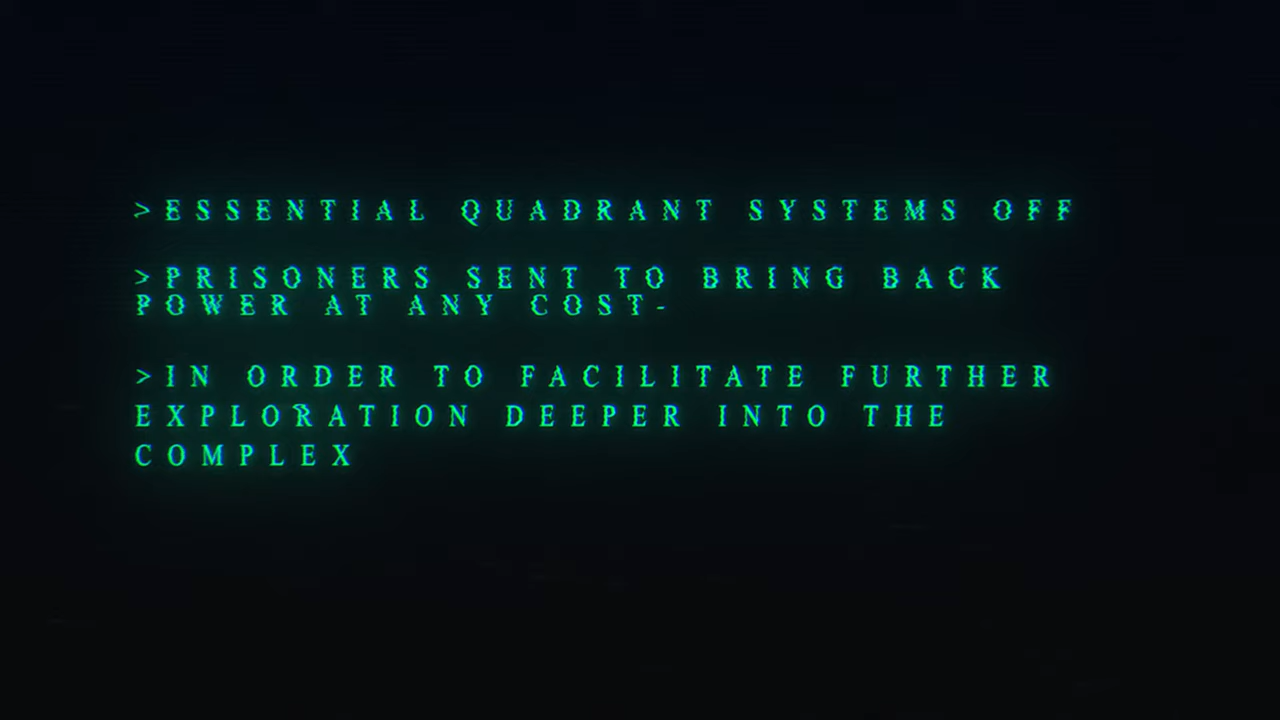 >ESSENTIAL QUADRANT SYSTEMS OFF
>PRISONERS SENT TO BRING BACK
POWER AT ANY COST-
>IN ORDER TO FACILITATE FURTHER
EXPLORATION DEEPER INTO THE
COMPLEX